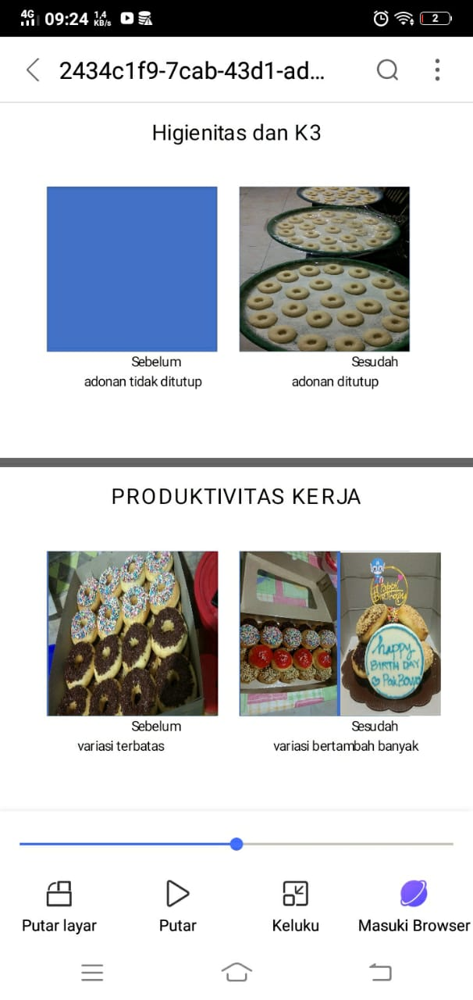 4G 09:24 1,4 KB/s 2
2434c1f9-7cab-43d1-ad...
Higienitas dan K3
Sebelum Sesudah
adonan tidak ditutup adonan ditutup
PRODUKTIVITAS KERJA
Happy
Birthday
happy
BIRTH DAY
Pak Bowo
Sebelum Sesudah
variasi terbatas variasi bertambah banyak
Putar layar Putar Keluku Masuki Browser